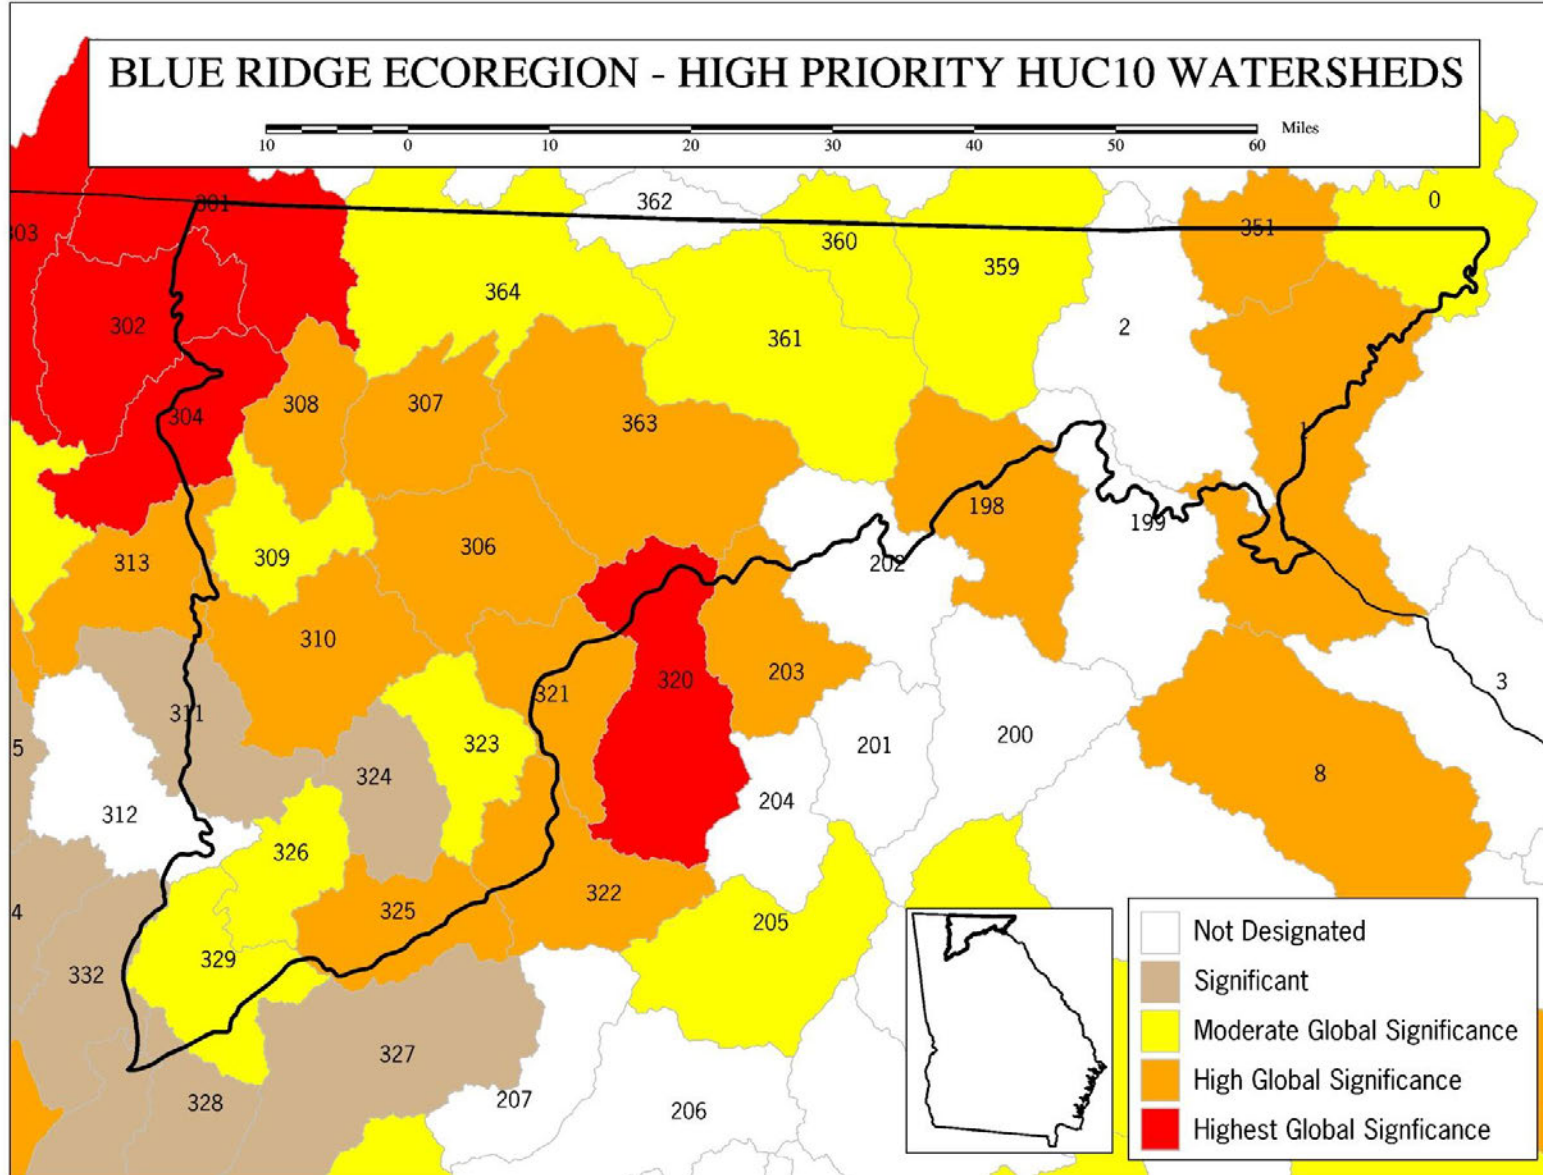 BLUE RIDGE ECOREGION - HIGH PRIORITY HUC10 WATERSHEDS
10 0 10 20 30 40 50 60 Miles
301 362 0
303 360 351
302 364 359
361 2
308 307 363 304 1
198 199
313 309 306 202
310
321 320 203 3
311 323 201 200
5 324 204 8
312
326
4 325 322 205
332 329
327
328 207 206
Not Designated
Significant
Moderate Global Significance
High Global Significance
Highest Global Signficance